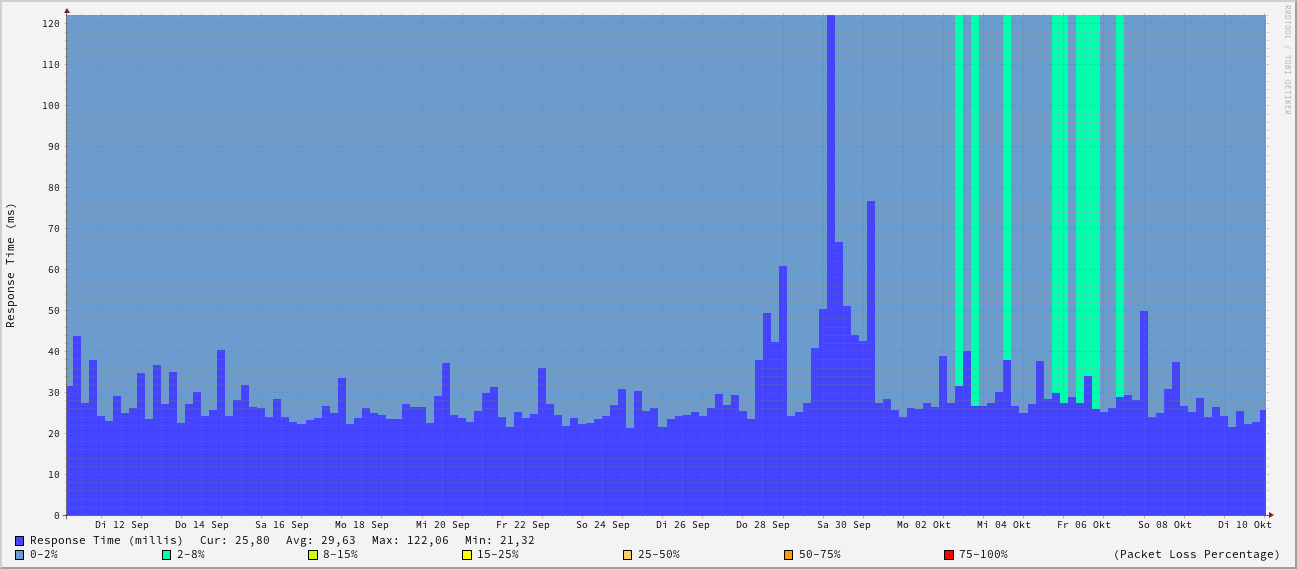 RRDTOOL / TOBI OETIKER
Response Time (ms)
120
110
100
90
80
70
60
50
40
30
20
10
0
Di 12 Sep Do 14 Sep Sa 16 Sep Mo 18 Sep Mi 20 Sep Fr 22 Sep So 24 Sep Di 26 Sep Do 28 Sep Sa 30 Sep Mo 02 Okt Mi 04 Okt Fr 06 Okt So 08 Okt Di 10 Okt
Response Time (millis) Cur: 25,80 Avg: 29,63 Max: 122,06 Min: 21,32
0-2% 2-8% 8-15% 15-25% 25-50% 50-75% 75-100% (Packet Loss Percentage)